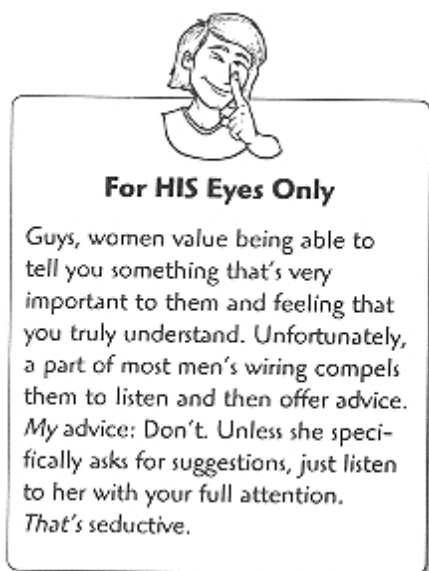 For HIS Eyes Only
Guys, women value being able to
tell you something that's very
important to them and feeling that
you truly understand. Unfortunately,
a part of most men's wiring compels
them to listen and then offer advice.
My advice: Don't. Unless she speci-
fically asks for suggestions, just listen
to her with your full attention.
That's seductive.